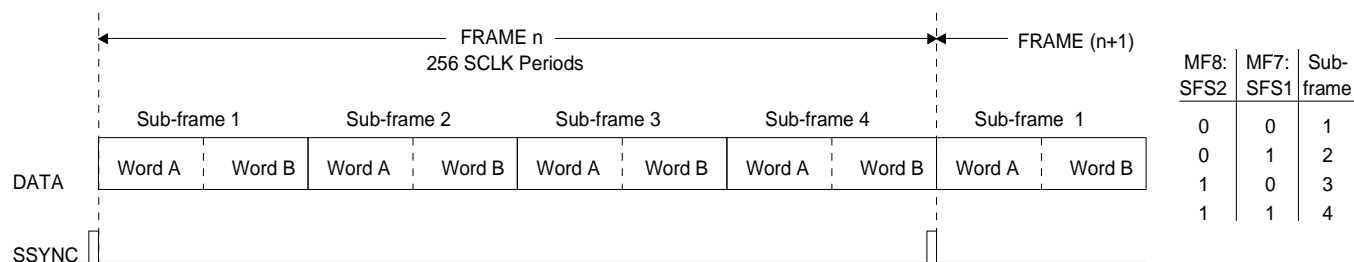 FRAME n
256 SCLK Periods
FRAME (n+1)
Sub-frame 1 Sub-frame 2 Sub-frame 3 Sub-frame 4 Sub-frame 1
DATA Word A Word B Word A Word B Word A Word B Word A Word B Word A Word B
SSYNC
MF8: MF7: Sub-
SFS2 SFS1 frame
0 0 1
0 1 2
1 0 3
1 1 4